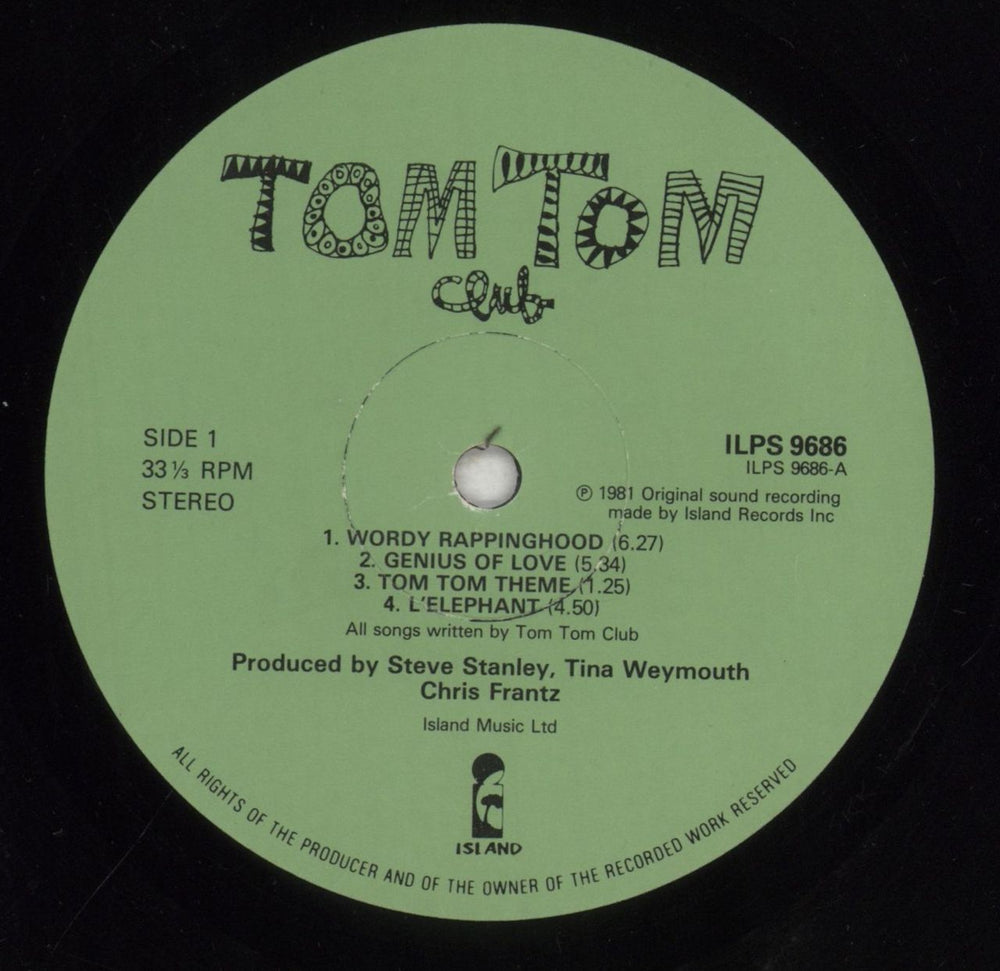 TOM TOM
club
SIDE 1
33⅓ RPM
STEREO
ILPS 9686
ILPS 9686-A
℗ 1981 Original sound recording
made by Island Records Inc
1. WORDY RAPPINGHOOD (6.27)
2. GENIUS OF LOVE (5.34)
3. TOM TOM THEME (1.25)
4. L'ELEPHANT (4.50)
All songs written by Tom Tom Club
Produced by Steve Stanley, Tina Weymouth
Chris Frantz
Island Music Ltd
ISLAND
ALL RIGHTS OF THE PRODUCER AND OF THE OWNER OF THE RECORDED WORK RESERVED